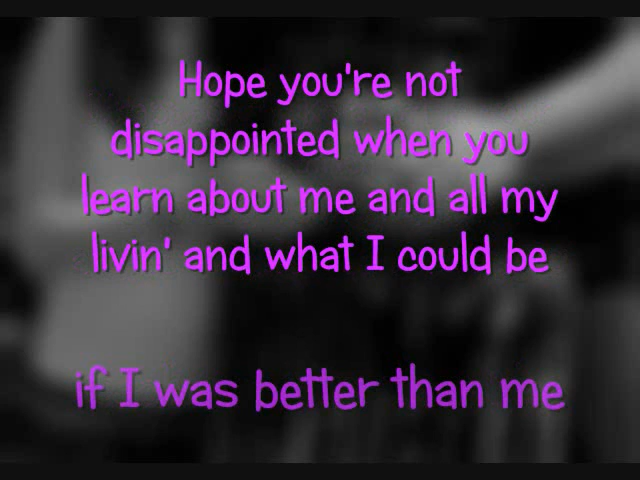 Hope you're not
disappointed when you
learn about me and all my
livin' and what I could be
if I was better than me